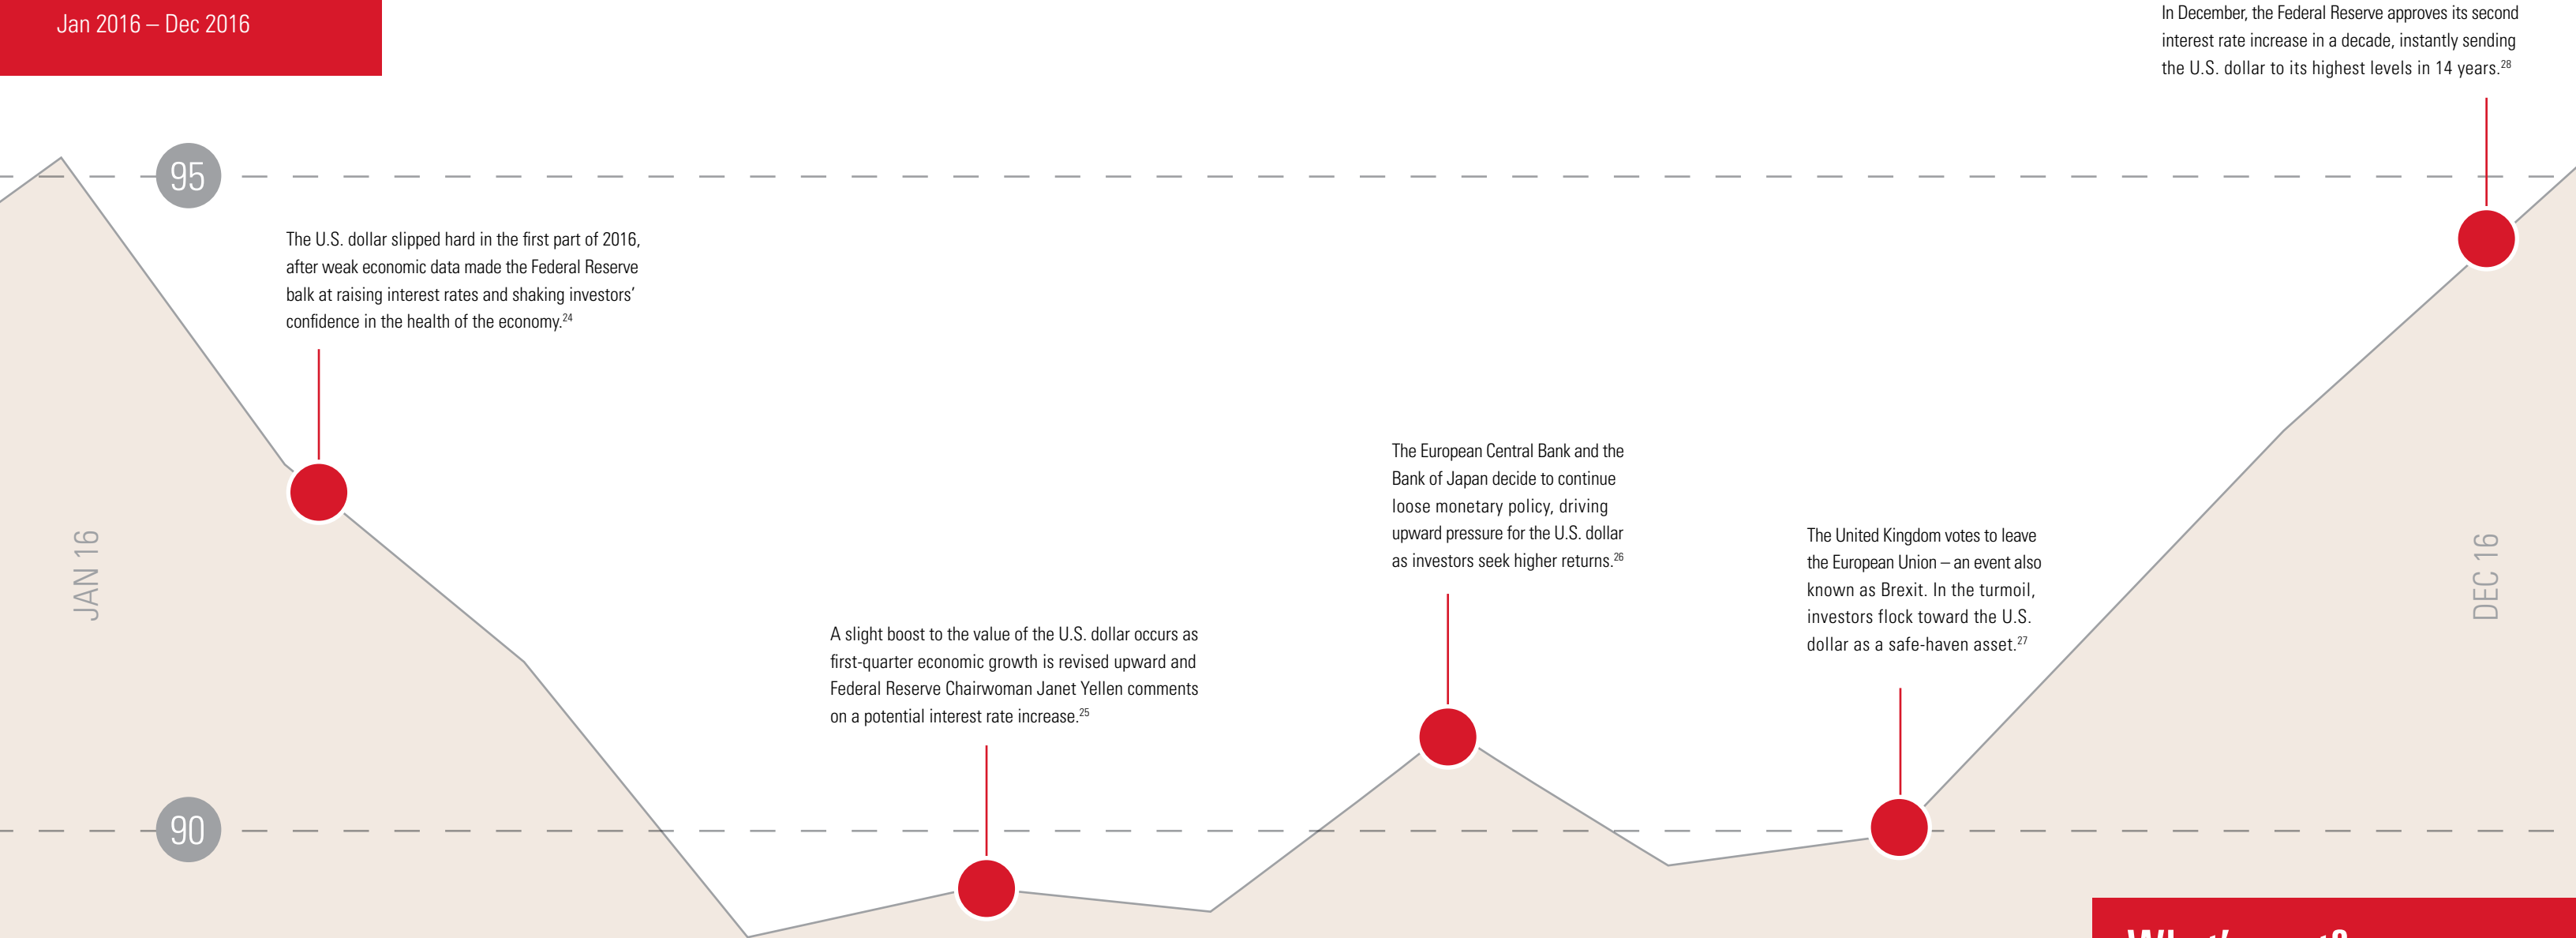 Jan 2016 – Dec 2016
In December, the Federal Reserve approves its second
interest rate increase in a decade, instantly sending
the U.S. dollar to its highest levels in 14 years.28
95
The U.S. dollar slipped hard in the first part of 2016,
after weak economic data made the Federal Reserve
balk at raising interest rates and shaking investors’
confidence in the health of the economy.24
JAN 16
A slight boost to the value of the U.S. dollar occurs as
first-quarter economic growth is revised upward and
Federal Reserve Chairwoman Janet Yellen comments
on a potential interest rate increase.25
The European Central Bank and the
Bank of Japan decide to continue
loose monetary policy, driving
upward pressure for the U.S. dollar
as investors seek higher returns.26
The United Kingdom votes to leave
the European Union – an event also
known as Brexit. In the turmoil,
investors flock toward the U.S.
dollar as a safe-haven asset.27
DEC 16
90
What’s